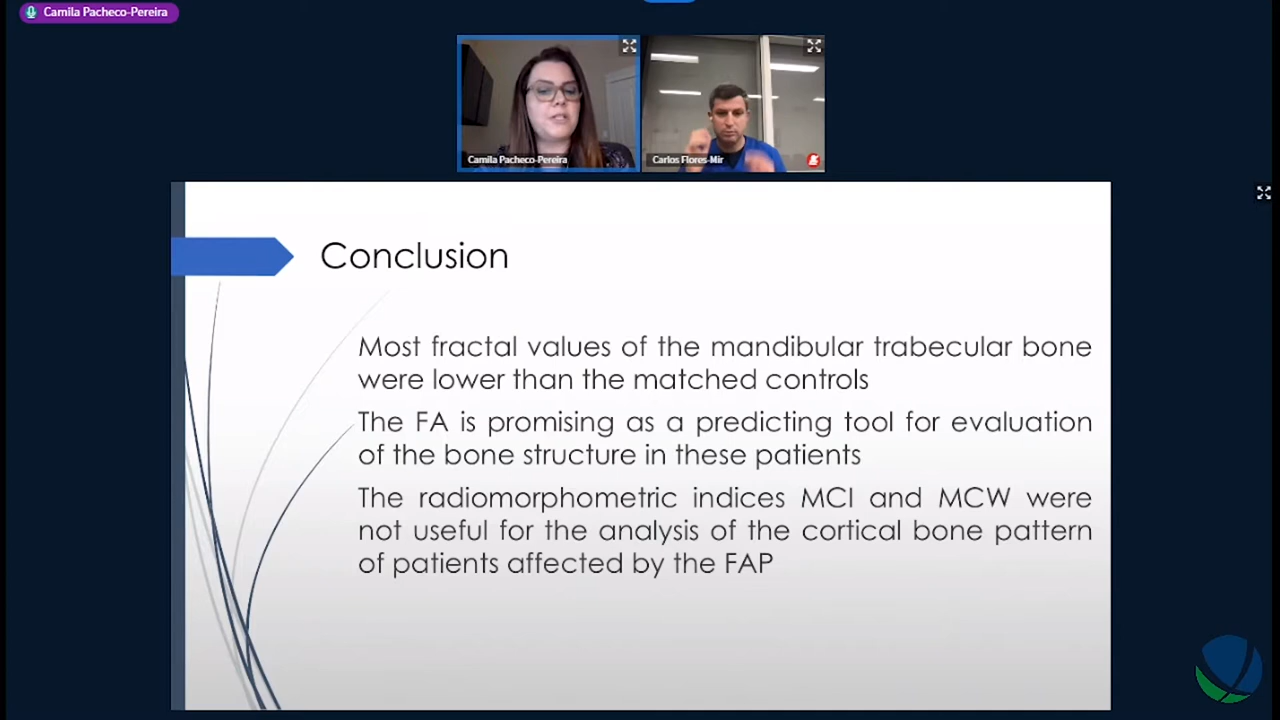 Camila Pacheco-Pereira
Camila Pacheco-Pereira
Carlos Flores-Mir
Conclusion
Most fractal values of the mandibular trabecular bone
were lower than the matched controls
The FA is promising as a predicting tool for evaluation
of the bone structure in these patients
The radiomorphometric indices MCI and MCW were
not useful for the analysis of the cortical bone pattern
of patients affected by the FAP